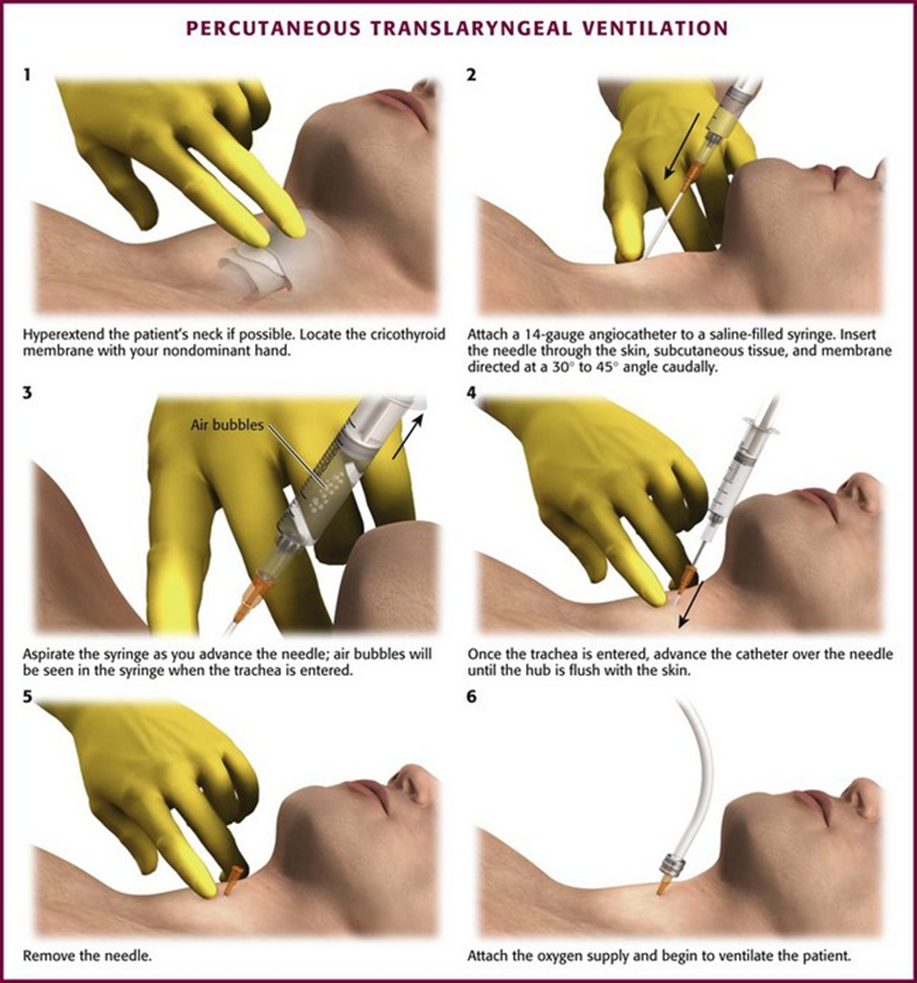 PERCUTANEOUS TRANSLARYNGEAL VENTILATION
1
Hyperextend the patient's neck if possible. Locate the cricothyroid
membrane with your nondominant hand.
2
Attach a 14-gauge angiocatheter to a saline-filled syringe. Insert
the needle through the skin, subcutaneous tissue, and membrane
directed at a 30° to 45° angle caudally.
3
Air bubbles
Aspirate the syringe as you advance the needle; air bubbles will
be seen in the syringe when the trachea is entered.
4
Once the trachea is entered, advance the catheter over the needle
until the hub is flush with the skin.
5
Remove the needle.
6
Attach the oxygen supply and begin to ventilate the patient.